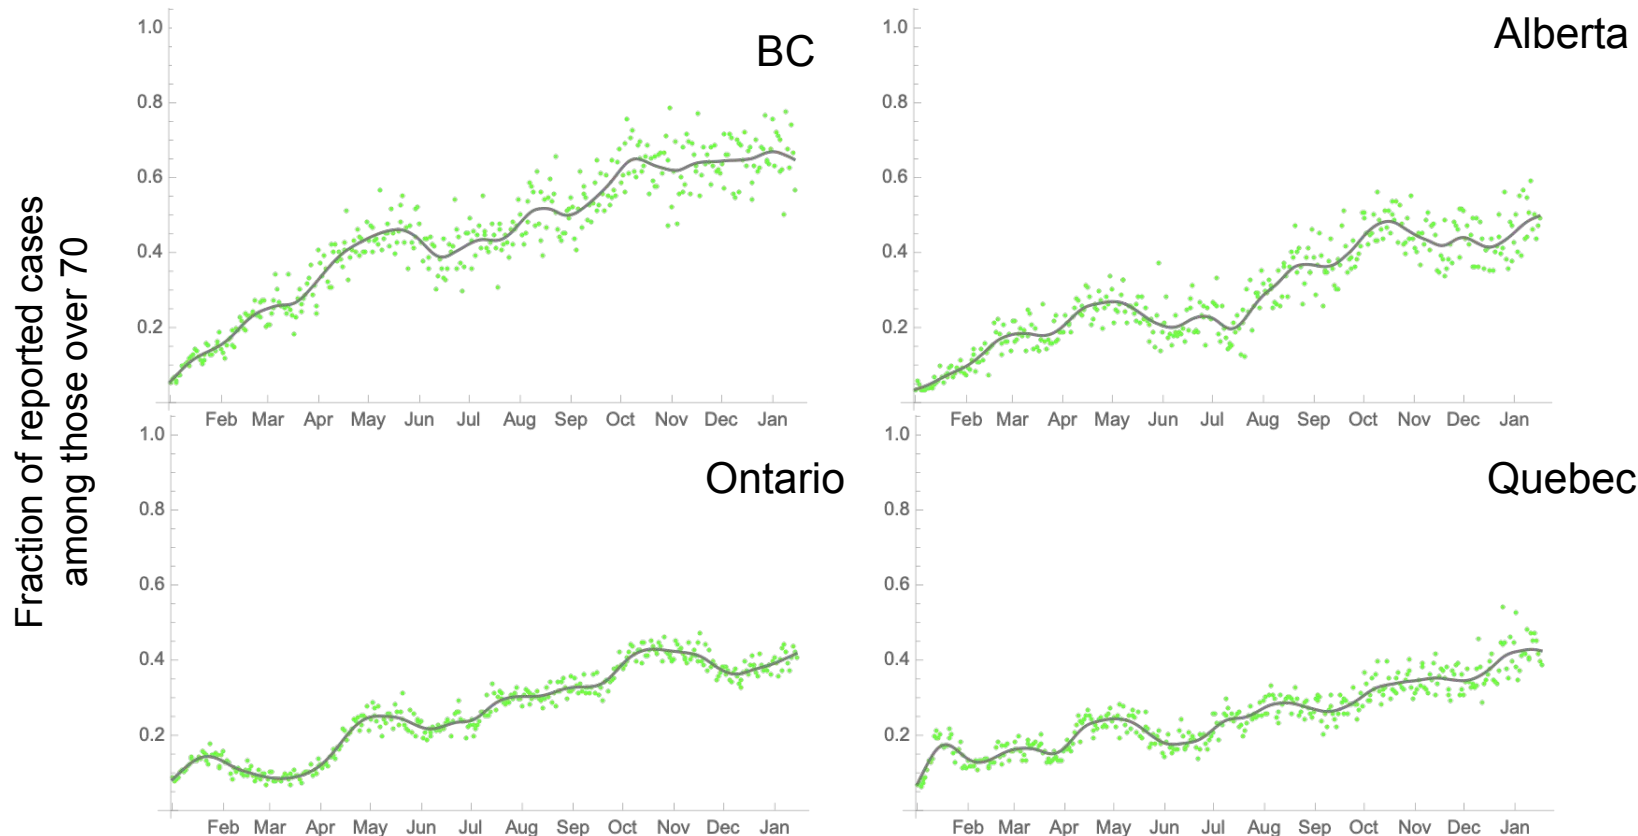 Fraction of reported cases
among those over 70
BC
1.0
0.8
0.6
0.4
0.2
Feb Mar Apr May Jun Jul Aug Sep Oct Nov Dec Jan
Alberta
1.0
0.8
0.6
0.4
0.2
Feb Mar Apr May Jun Jul Aug Sep Oct Nov Dec Jan
Ontario
1.0
0.8
0.6
0.4
0.2
Feb Mar Apr May Jun Jul Aug Sep Oct Nov Dec Jan
Quebec
1.0
0.8
0.6
0.4
0.2
Feb Mar Apr May Jun Jul Aug Sep Oct Nov Dec Jan